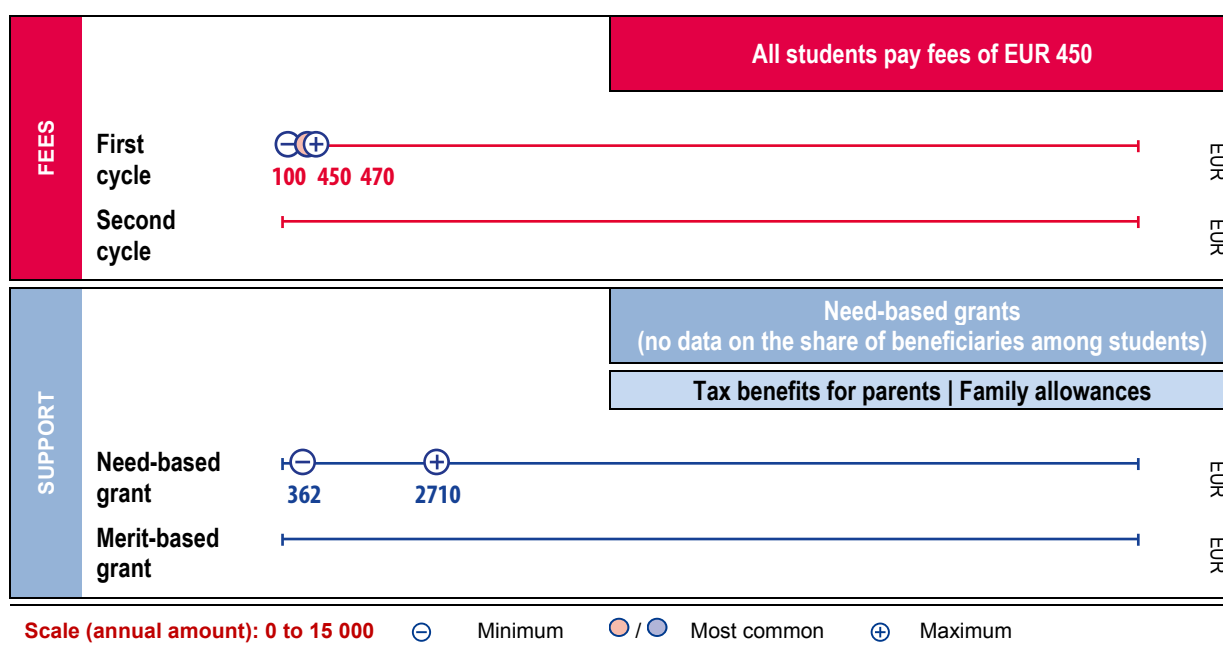 FEES
All students pay fees of EUR 450
First
cycle
100 450 470
EUR
Second
cycle
EUR
SUPPORT
Need-based grants
(no data on the share of beneficiaries among students)
Tax benefits for parents | Family allowances
Need-based
grant
362 2710
EUR
Merit-based
grant
EUR
Scale (annual amount): 0 to 15 000 Minimum / Most common Maximum